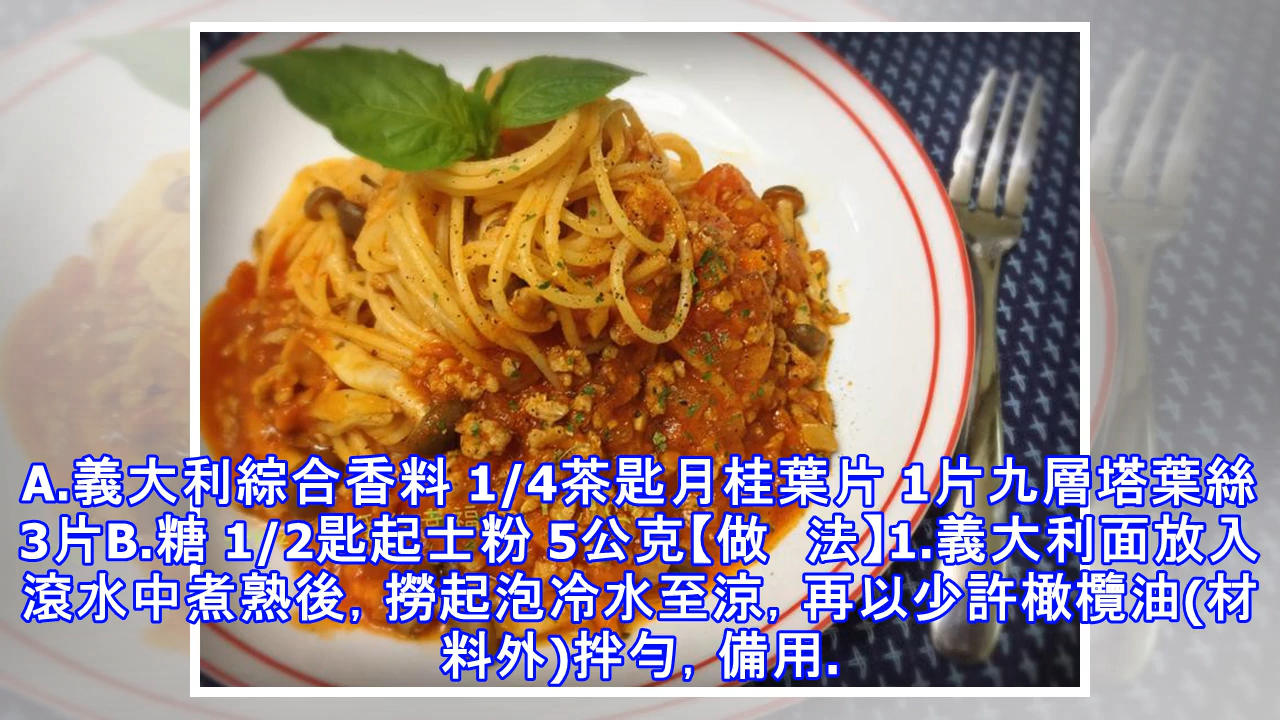 A.義大利綜合香料 1/4茶匙月桂葉片 1片九層塔葉絲
3片B.糖 1/2匙起士粉 5公克【做　法】1.義大利面放入
滾水中煮熟後, 撈起泡冷水至涼, 再以少許橄欖油(材
料外)拌勻, 備用.